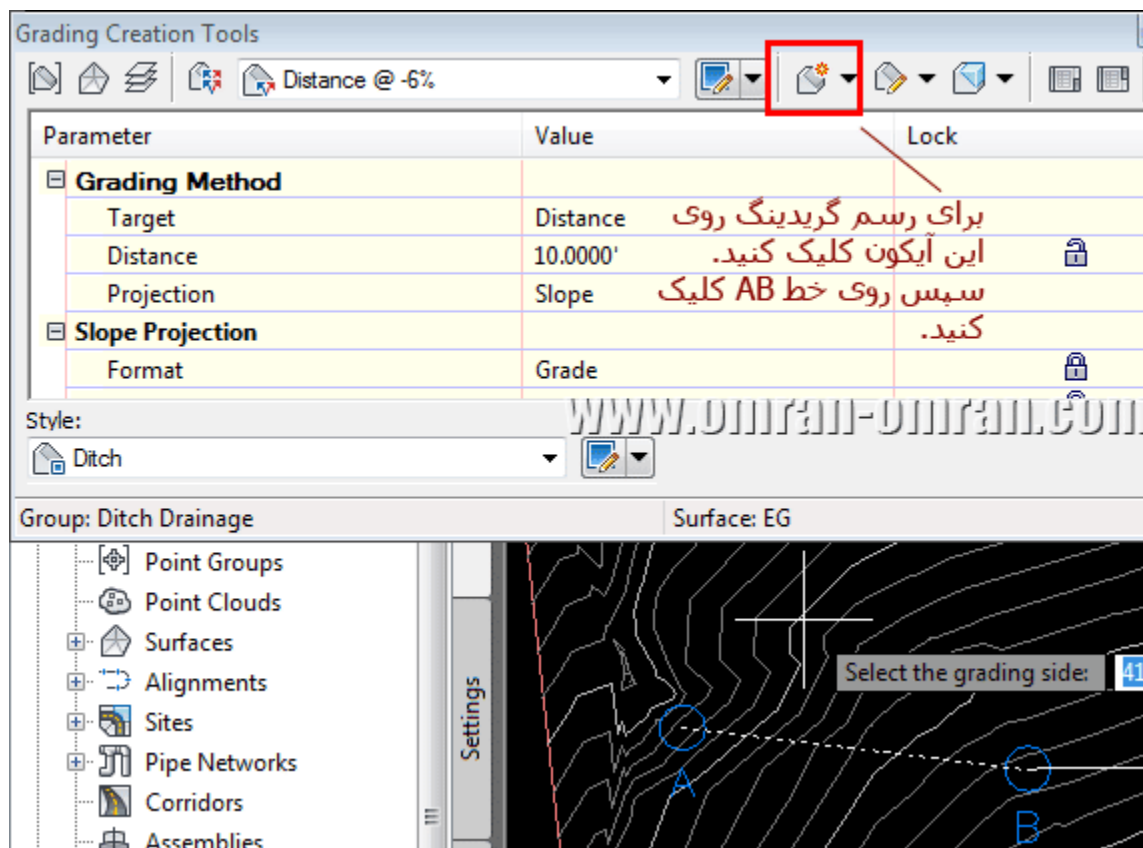 Grading Creation Tools
Distance @ -6%
Parameter Value Lock
Grading Method
Target Distance
Distance 10.0000'
Projection Slope
Slope Projection
Format Grade
برای رسم گریدینگ روی
این آیکون کلیک کنید.
سپس روی خط AB کلیک
کنید.
www.omran-omran.com
Style:
Ditch
Group: Ditch Drainage Surface: EG
Point Groups
Point Clouds
Surfaces
Alignments
Sites
Pipe Networks
Corridors
Assemblies
Settings
Select the grading side: 41
A
B